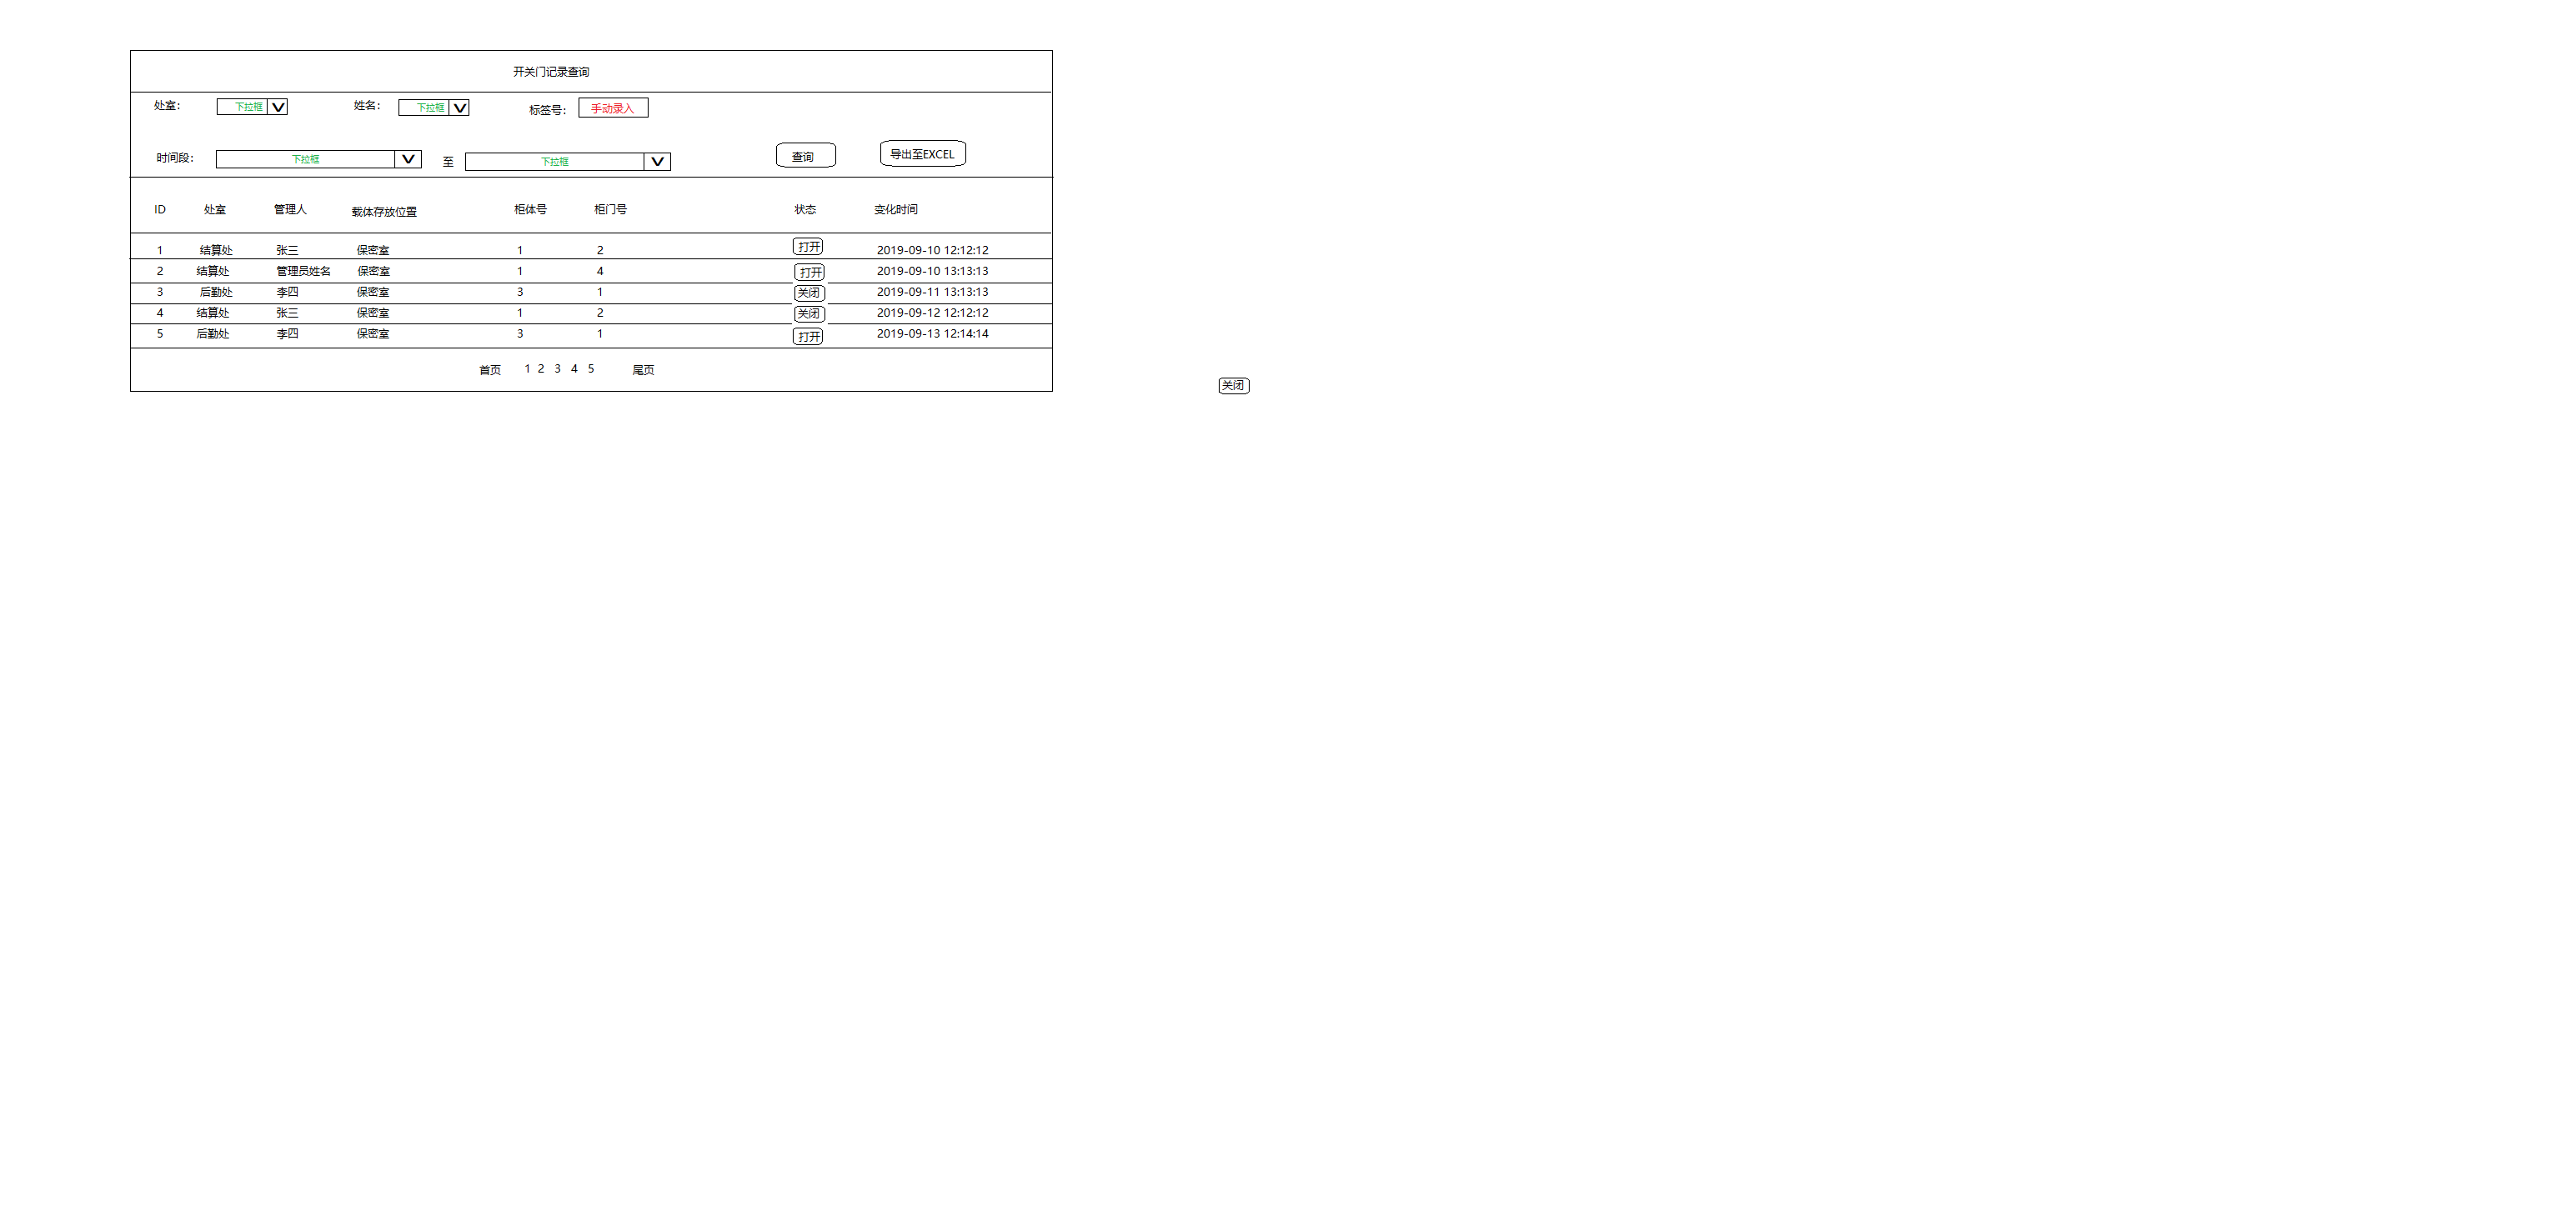 开关门记录查询
处室： 下拉框 V 姓名： 下拉框 V 标签号： 手动录入
时间段： 下拉框 V 至 下拉框 V 查询 导出至EXCEL
ID 处室 管理人 载体存放位置 柜体号 柜门号 状态 变化时间
1 结算处 张三 保密室 1 2 打开 2019-09-10 12:12:12
2 结算处 管理员姓名 保密室 1 4 打开 2019-09-10 13:13:13
3 后勤处 李四 保密室 3 1 关闭 2019-09-11 13:13:13
4 结算处 张三 保密室 1 2 关闭 2019-09-12 12:12:12
5 后勤处 李四 保密室 3 1 打开 2019-09-13 12:14:14
首页 1 2 3 4 5 尾页
关闭